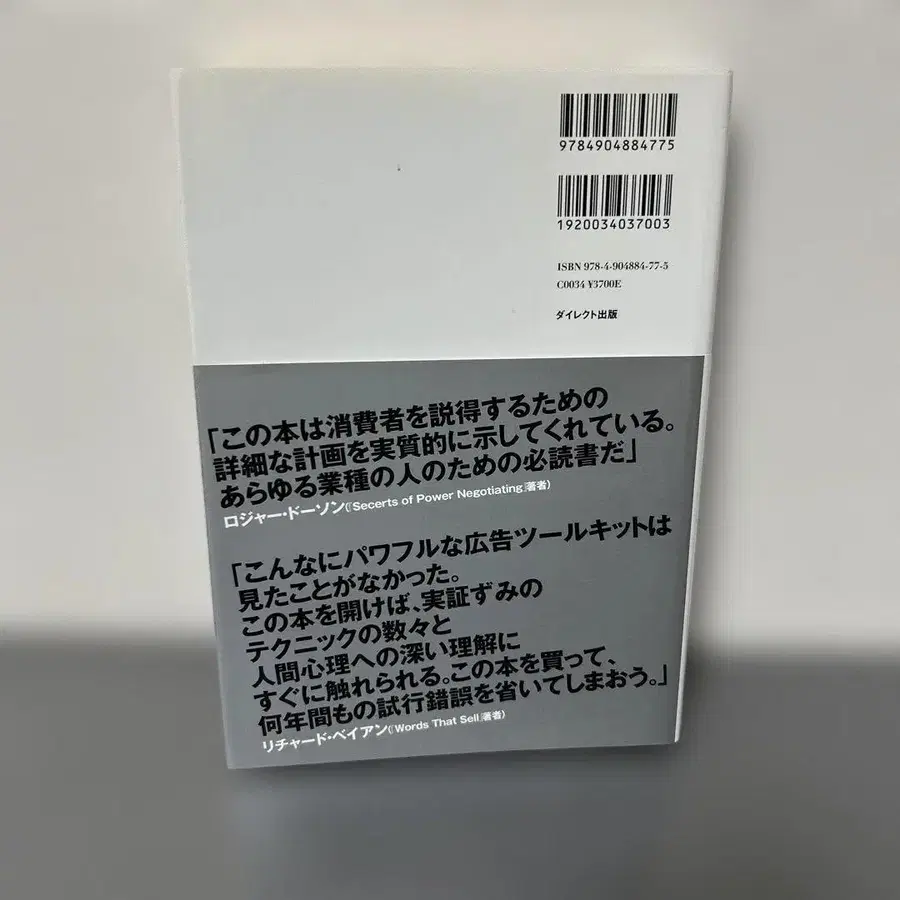 9784904884775
1920034037003
ISBN 978-4-904884-77-5
C0034 ¥3700E
ダイレクト出版
「この本は消費者を説得するための
詳細な計画を実質的に示してくれている。
あらゆる業種の人のための必読書だ」
ロジャー・ドーソン(『Secerts of Power Negotiating』著者)
「こんなにパワフルな広告ツールキットは
見たことがなかった。
この本を開けば、実証ずみの
テクニックの数々と
人間心理への深い理解に
すぐに触れられる。この本を買って、
何年間もの試行錯誤を省いてしまおう。」
リチャード・ベイアン(『Words That Sell』著者)